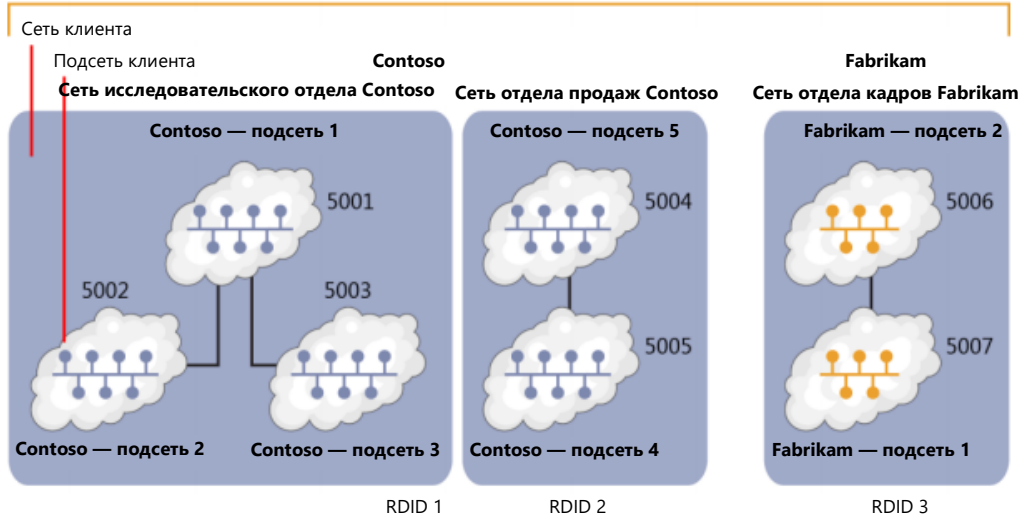 Сеть клиента
Подсеть клиента
Contoso
Fabrikam
Сеть исследовательского отдела Contoso
Сеть отдела продаж Contoso
Сеть отдела кадров Fabrikam
Contoso — подсеть 1
Contoso — подсеть 5
Fabrikam — подсеть 2
5001
5004
5006
5002
5003
5005
5007
Contoso — подсеть 2
Contoso — подсеть 3
Contoso — подсеть 4
Fabrikam — подсеть 1
RDID 1
RDID 2
RDID 3